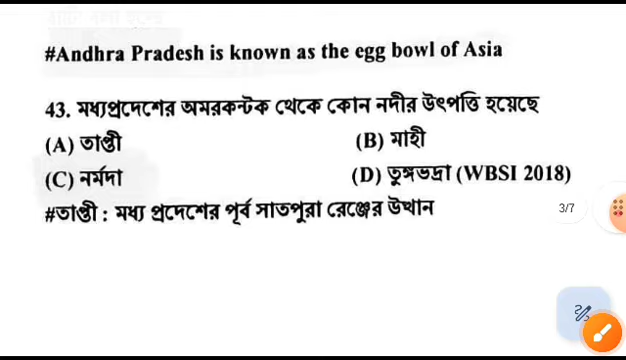 #Andhra Pradesh is known as the egg bowl of Asia
43. মধ্যপ্রদেশের অমরকন্টক থেকে কোন নদীর উৎপত্তি হয়েছে
(A) তাপ্তী (B) মাহী
(C) নর্মদা (D) তুঙ্গভদ্রা (WBSI 2018)
#তাপ্তী : মধ্য প্রদেশের পূর্ব সাতপুরা রেঞ্জের উত্থান
3/7